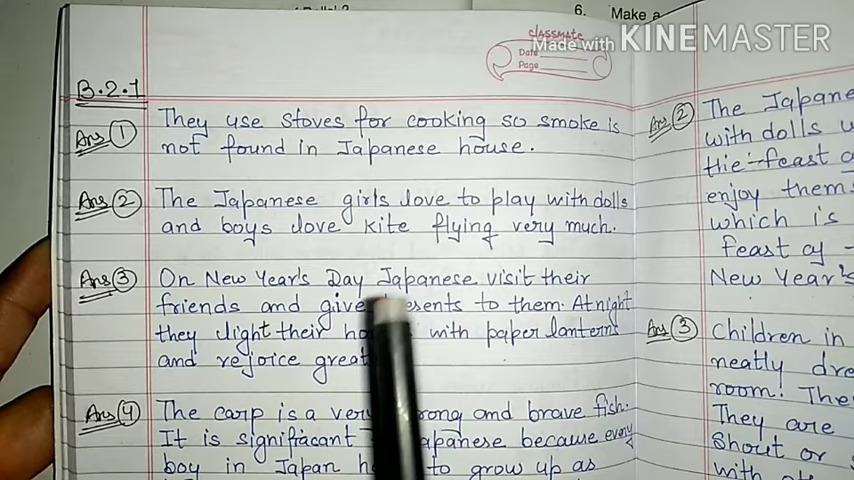 6. Make a
classmate
Date
Page
Made with KINEMASTER
B.2.1
Ans 1 They use stoves for cooking so smoke is
not found in Japanese house.
Ans 2 The Japanese girls love to play with dolls
and boys love kite flying very much.
Ans 3 On New Year's Day Japanese visit their
friends and give presents to them. At night
they light their with paper lanterns
and rejoice
Ans 4 The carp is a very and brave fish.
It is significant because every
boy in Japan to grow up as
Ans 2 The Japane
with dolls
the feast
enjoy
which is
feast of
New Year's
Ans 3 Children in
neatly
room.
They are
Shout or
with